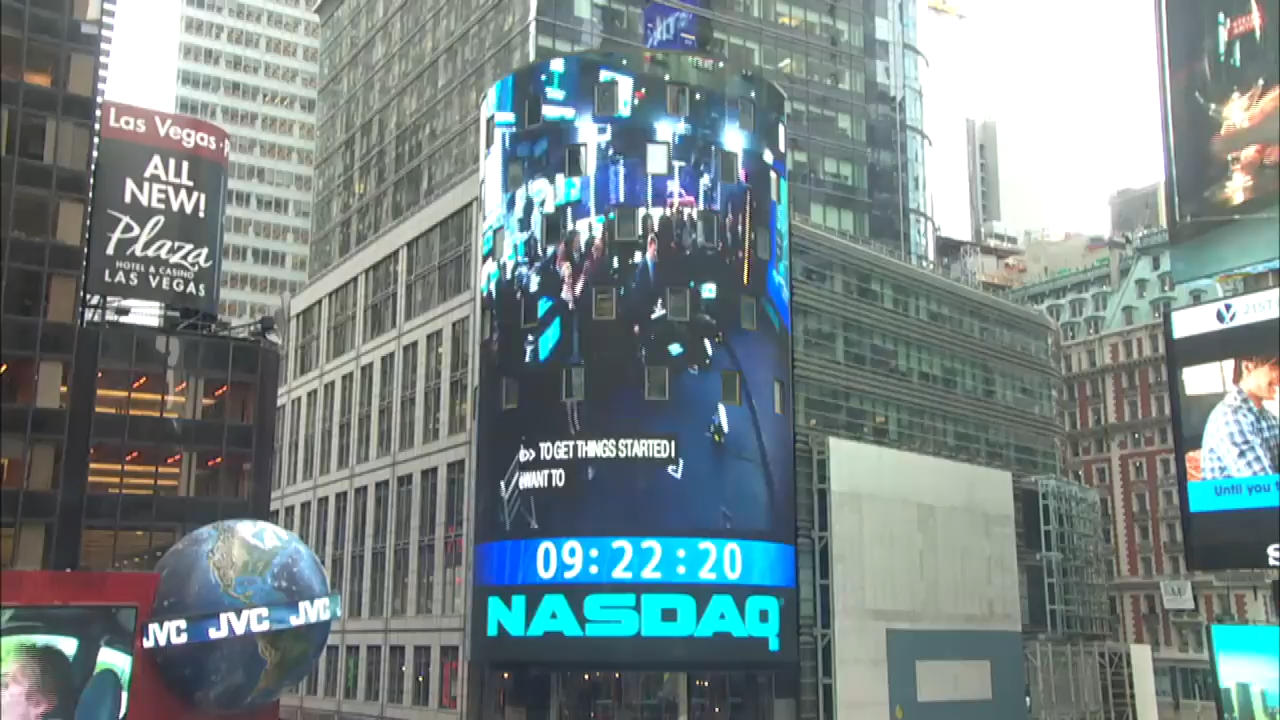 Las Vegas
ALL
NEW!
Plaza
HOTEL & CASINO
LAS VEGAS
TO GET THINGS STARTED I
WANT TO
09:22:20
NASDAQ
JVC JVC JVC
21ST
Until you